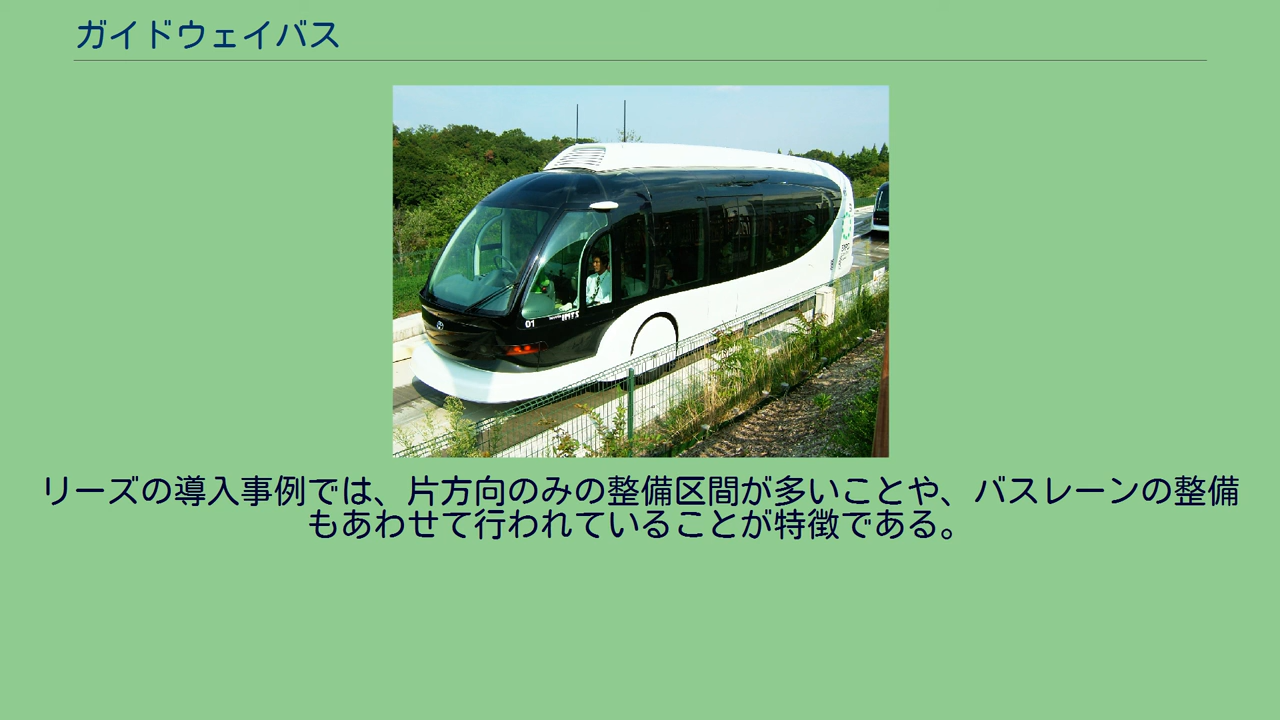 ガイドウェイバス
01
IMTS
リーズの導入事例では、片方向のみの整備区間が多いことや、バスレーンの整備
もあわせて行われていることが特徴である。